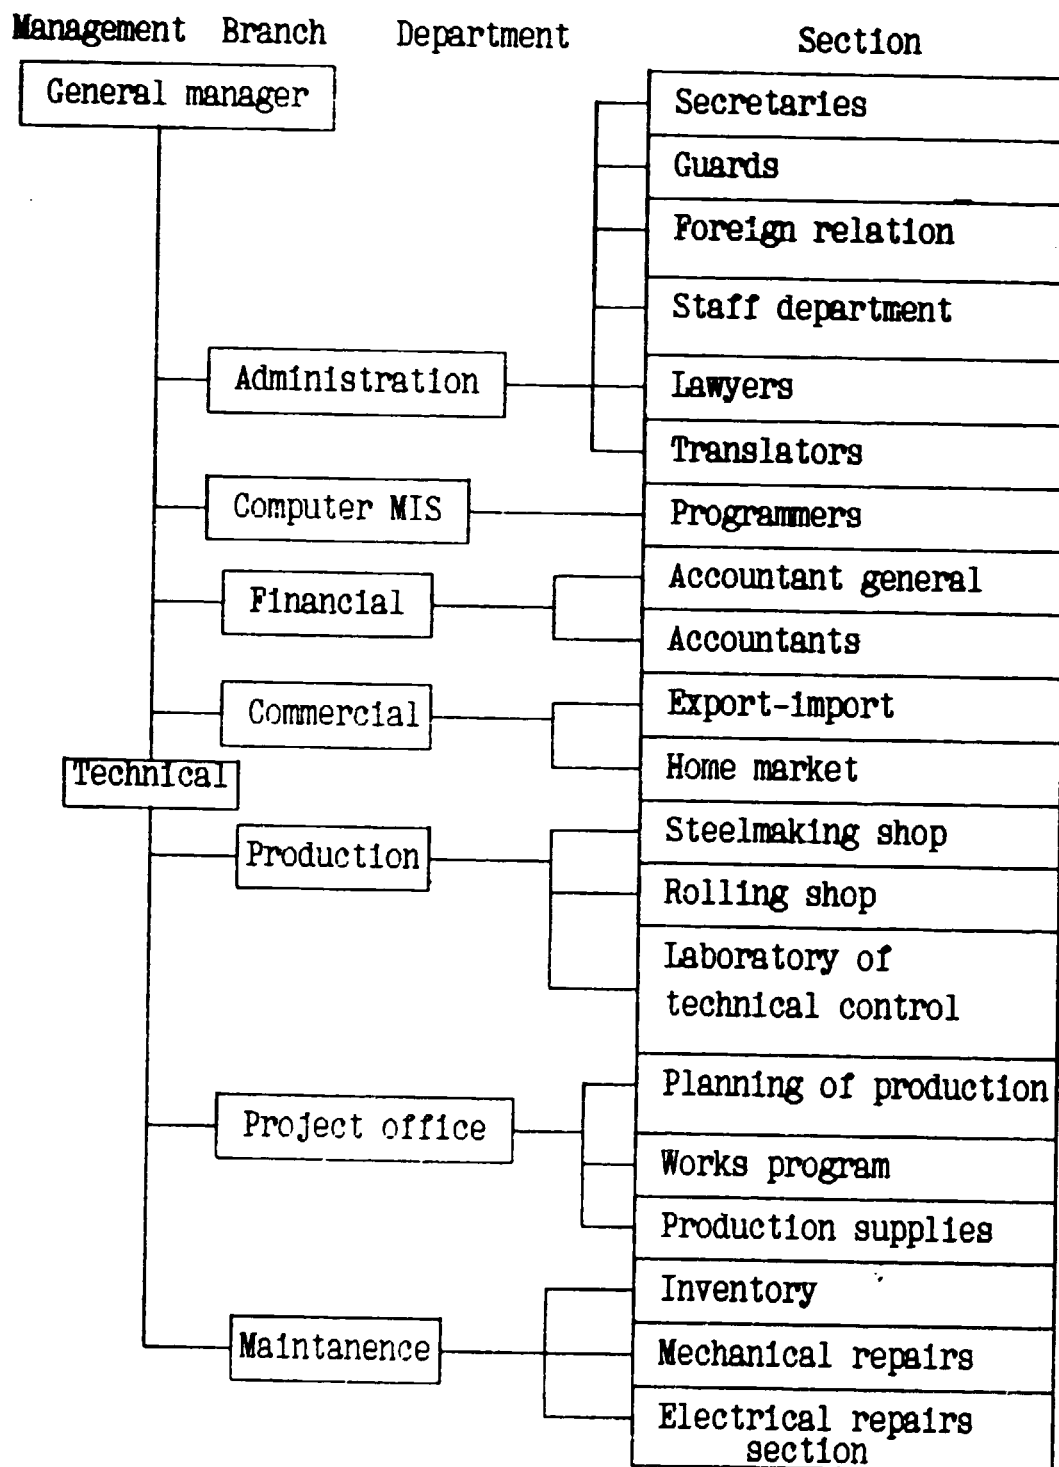 Management Branch Department Section
General manager
Secretaries
Guards
Foreign relation
Staff department
Administration
Lawyers
Translators
Computer MIS
Programmers
Financial
Accountant general
Accountants
Commercial
Export-import
Home market
Technical
Production
Steelmaking shop
Rolling shop
Laboratory of
technical control
Project office
Planning of production
Works program
Production supplies
Maintanence
Inventory
Mechanical repairs
Electrical repairs
section